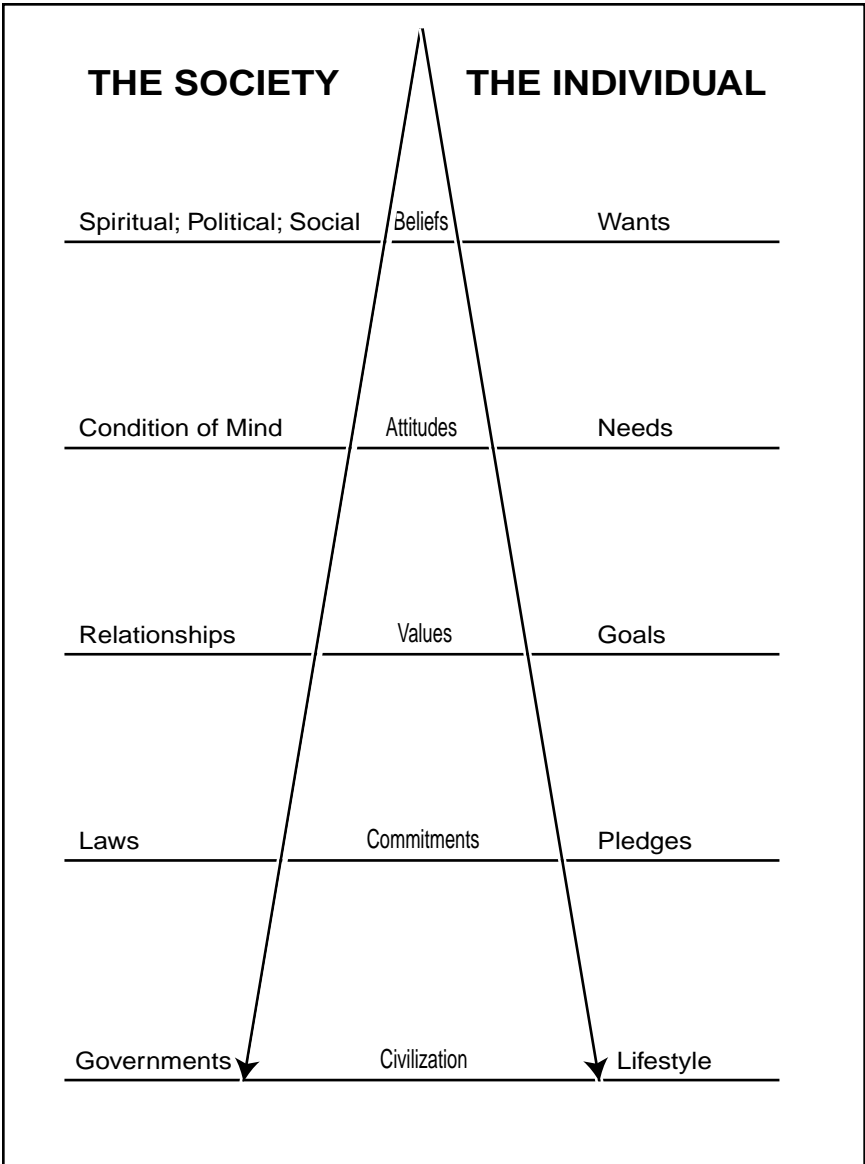 THE SOCIETY THE INDIVIDUAL
Spiritual; Political; Social Beliefs Wants
Condition of Mind Attitudes Needs
Relationships Values Goals
Laws Commitments Pledges
Governments Civilization Lifestyle